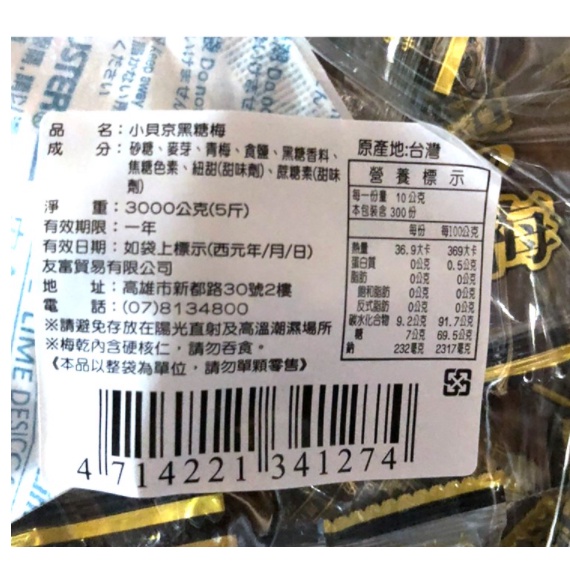 品　　名：小貝京黑糖梅
成　　分：砂糖、麥芽、青梅、食鹽、黑糖香料、
焦糖色素、紐甜(甜味劑)、蔗糖素(甜味
劑)
淨　　重：3000公克(5斤)
有效期限：一年
有效日期：如袋上標示(西元年/月/日)
友富貿易有限公司
地　　址：高雄市新都路30號2樓
電　　話：(07)8134800
※請避免存放在陽光直射及高溫潮濕場所
※梅乾內含硬核仁，請勿吞食。
《本品以整袋為單位，請勿單顆零售》
原產地:台灣
營養標示
每一份量 10公克
本包裝含 300份
每份 每100公克
熱量 36.9大卡 369大卡
蛋白質 0公克 0.5公克
脂肪 0公克 0公克
飽和脂肪 0公克 0公克
反式脂肪 0公克 0公克
碳水化合物 9.2公克 91.7公克
糖 7公克 69.5公克
鈉 232毫克 2317毫克
4 714221 341274
梅
Keep away
ください
Do not
LIME DESICC